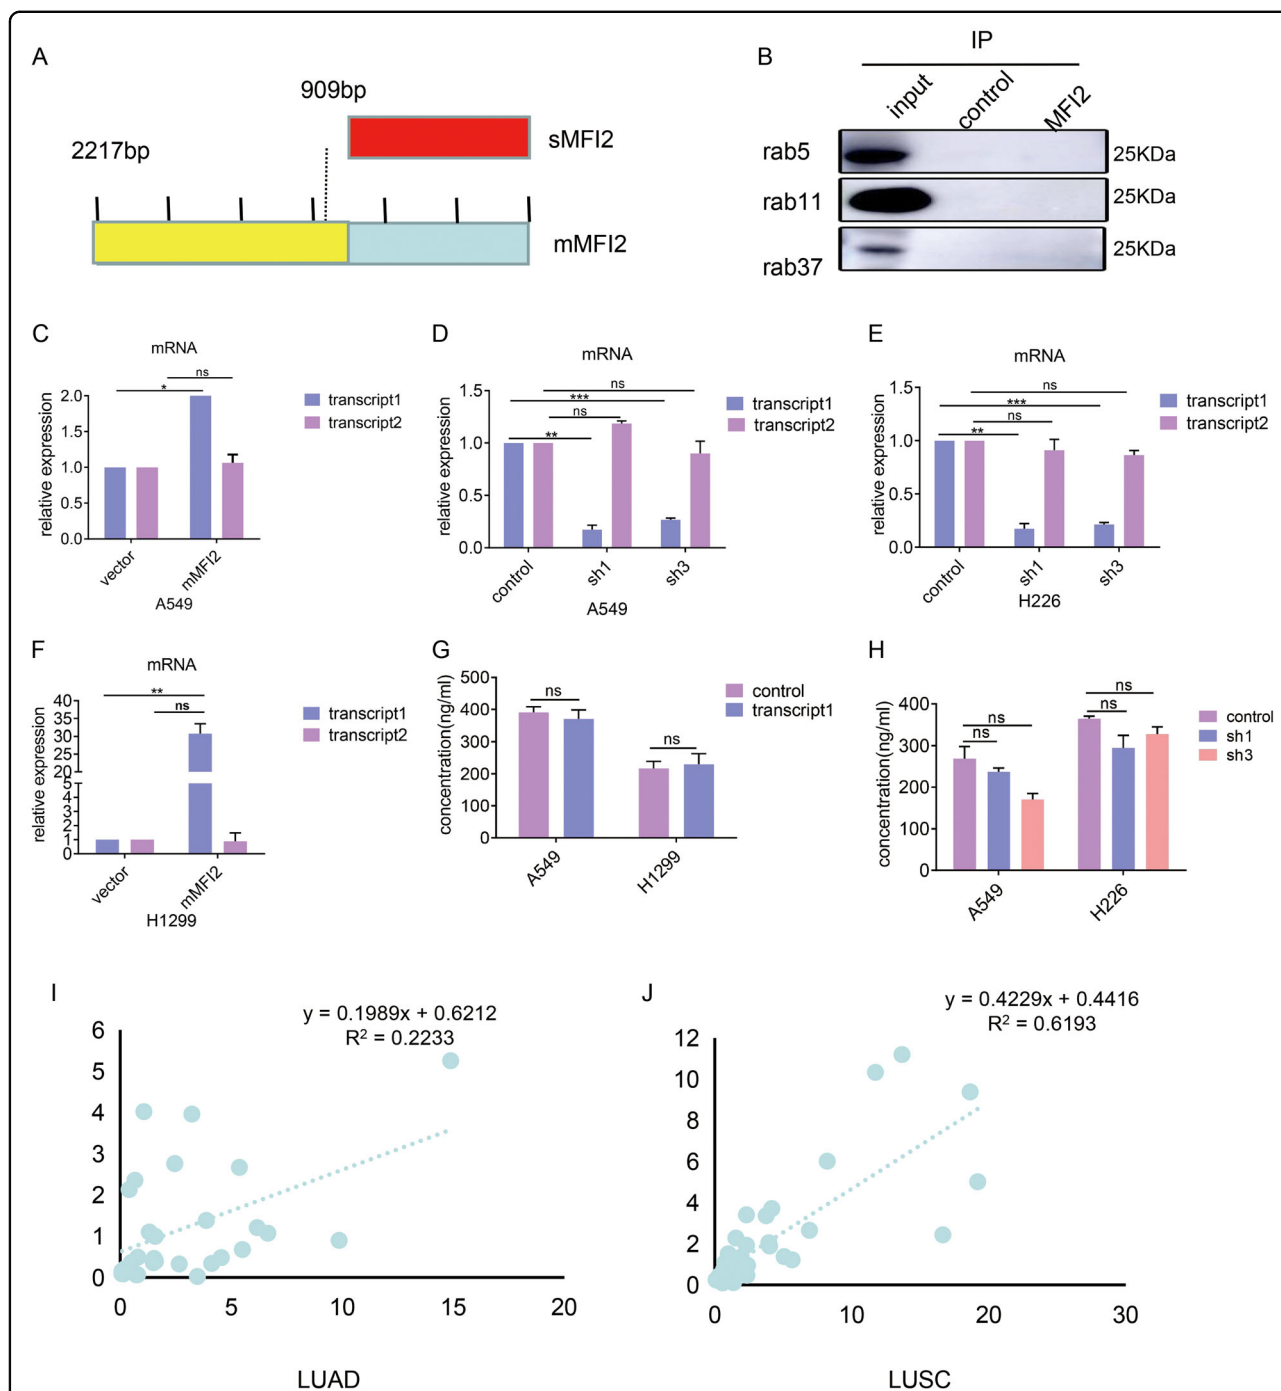 A
909bp
2217bp
sMFI2
mMFI2
B
IP
input
control
MFI2
rab5
25KDa
rab11
25KDa
rab37
25KDa
C
mRNA
ns
*
2.0
1.5
1.0
0.5
0.0
relative expression
transcript1
transcript2
vector
mMFI2
A549
D
mRNA
ns
***
ns
**
1.5
1.0
0.5
0.0
relative expression
transcript1
transcript2
control
sh1
sh3
A549
E
mRNA
ns
***
ns
**
1.5
1.0
0.5
0.0
relative expression
transcript1
transcript2
control
sh1
sh3
H226
F
mRNA
**
ns
40
35
30
25
20
5
4
3
2
1
0
relative expression
transcript1
transcript2
vector
mMFI2
H1299
G
500
400
300
200
100
0
concentration(ng/ml)
ns
ns
control
transcript1
A549
H1299
H
400
300
200
100
0
concentration(ng/ml)
ns
ns
ns
ns
control
sh1
sh3
A549
H226
I
y = 0.1989x + 0.6212
R² = 0.2233
6
5
4
3
2
1
0
0 5 10 15 20
LUAD
J
y = 0.4229x + 0.4416
R² = 0.6193
12
10
8
6
4
2
0
0 10 20 30
LUSC